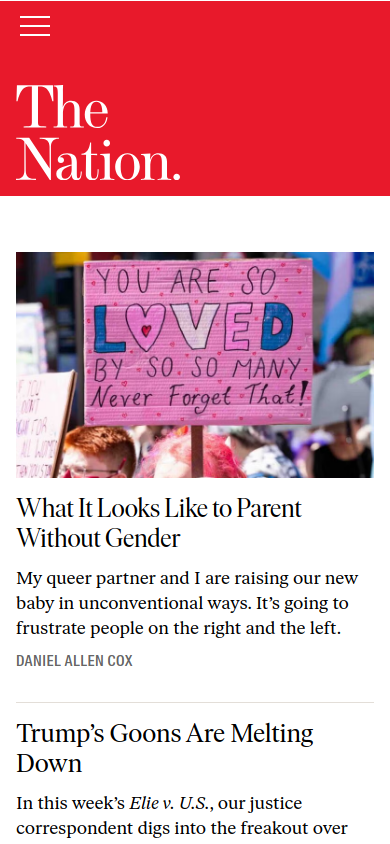 The
Nation.
YOU ARE SO
LOVED
BY SO, SO MANY
Never Forget That!
What It Looks Like to Parent
Without Gender
My queer partner and I are raising our new
baby in unconventional ways. It’s going to
frustrate people on the right and the left.
DANIEL ALLEN COX
Trump’s Goons Are Melting
Down
In this week’s Elie v. U.S., our justice
correspondent digs into the freakout over